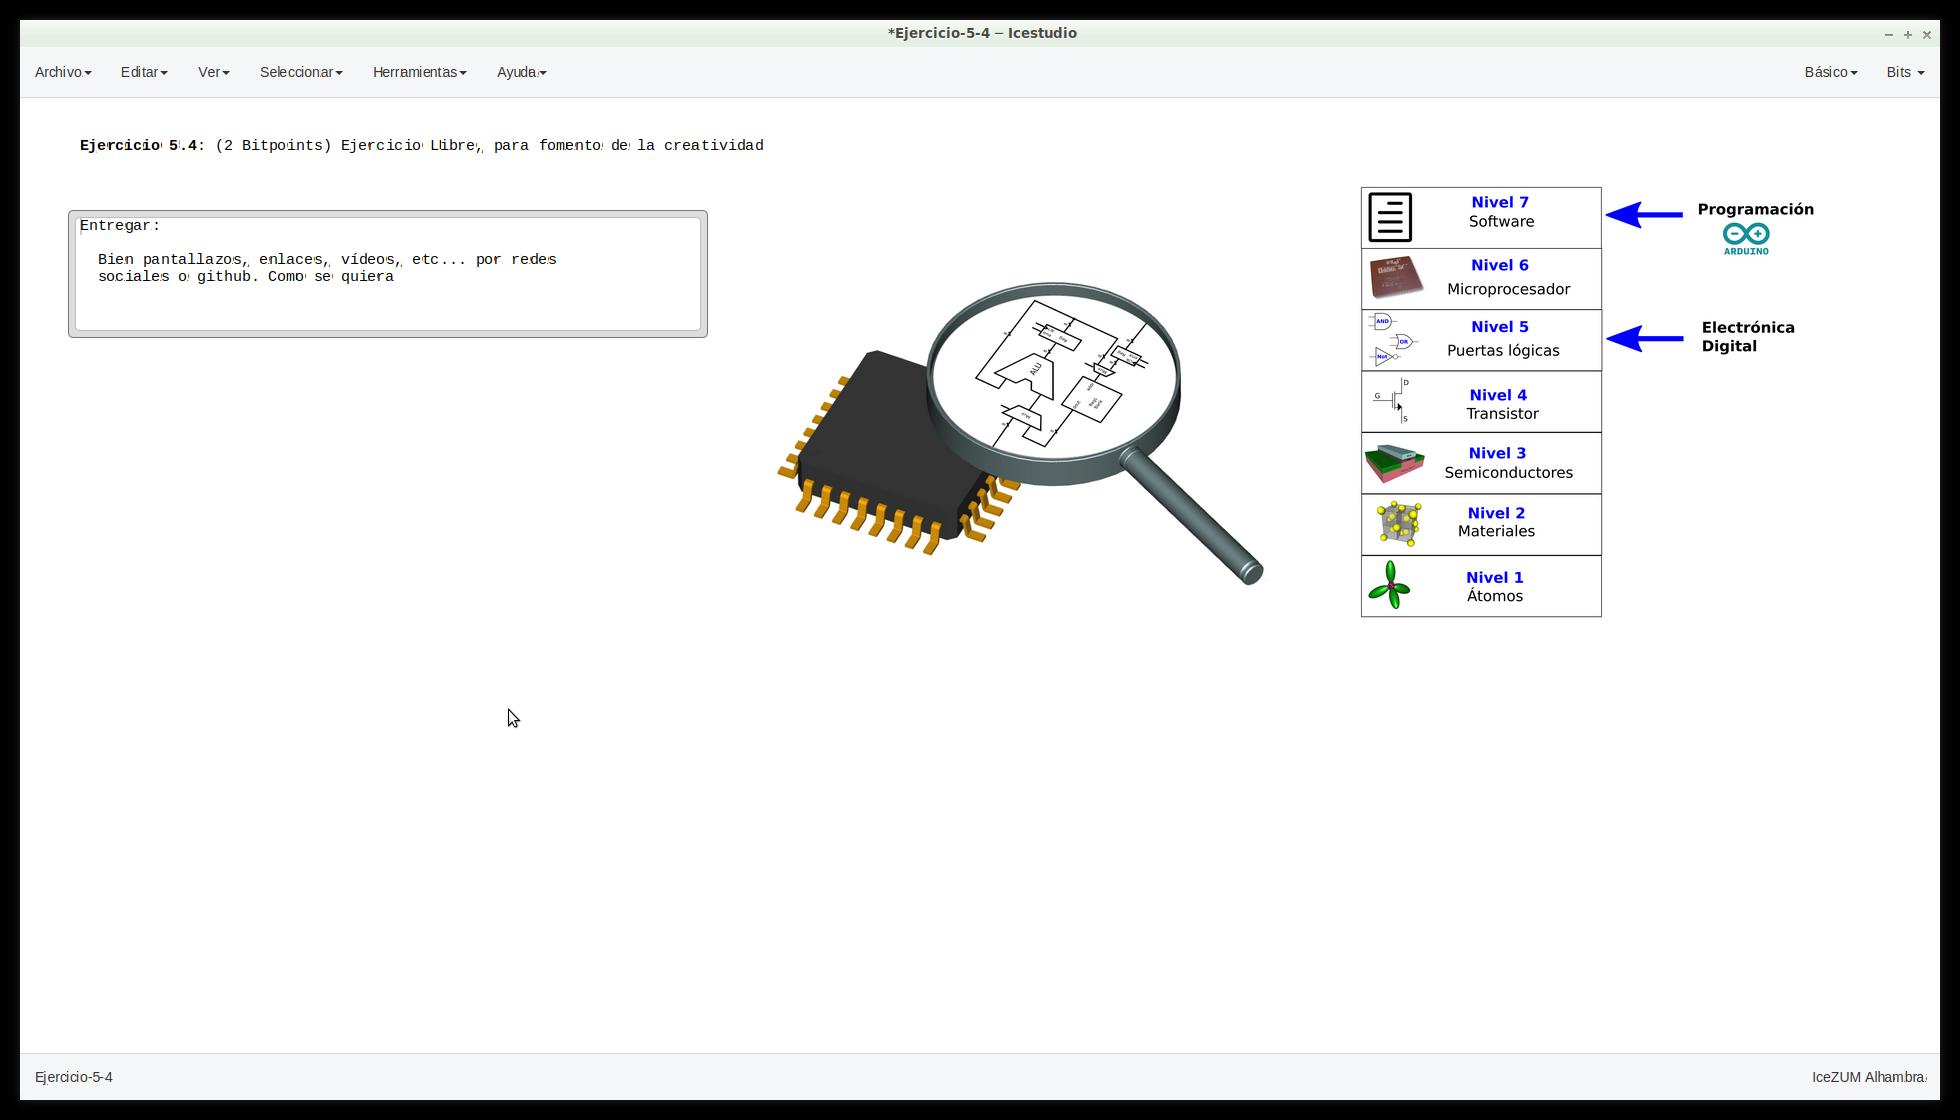 *Ejercicio-5-4 – Icestudio
Archivo
Editar
Ver
Seleccionar
Herramientas
Ayuda
Básico
Bits
Ejercicio 5.4: (2 Bitpoints) Ejercicio Libre, para fomento de la creatividad
Entregar:
Bien pantallazos, enlaces, vídeos, etc... por redes
sociales o github. Como se quiera
ALU
Nivel 7
Software
Programación
ARDUINO
Nivel 6
Microprocesador
AND
OR
Not
Nivel 5
Puertas lógicas
Electrónica
Digital
D
G
S
Nivel 4
Transistor
Nivel 3
Semiconductores
Nivel 2
Materiales
Nivel 1
Átomos
Ejercicio-5-4
IceZUM Alhambra